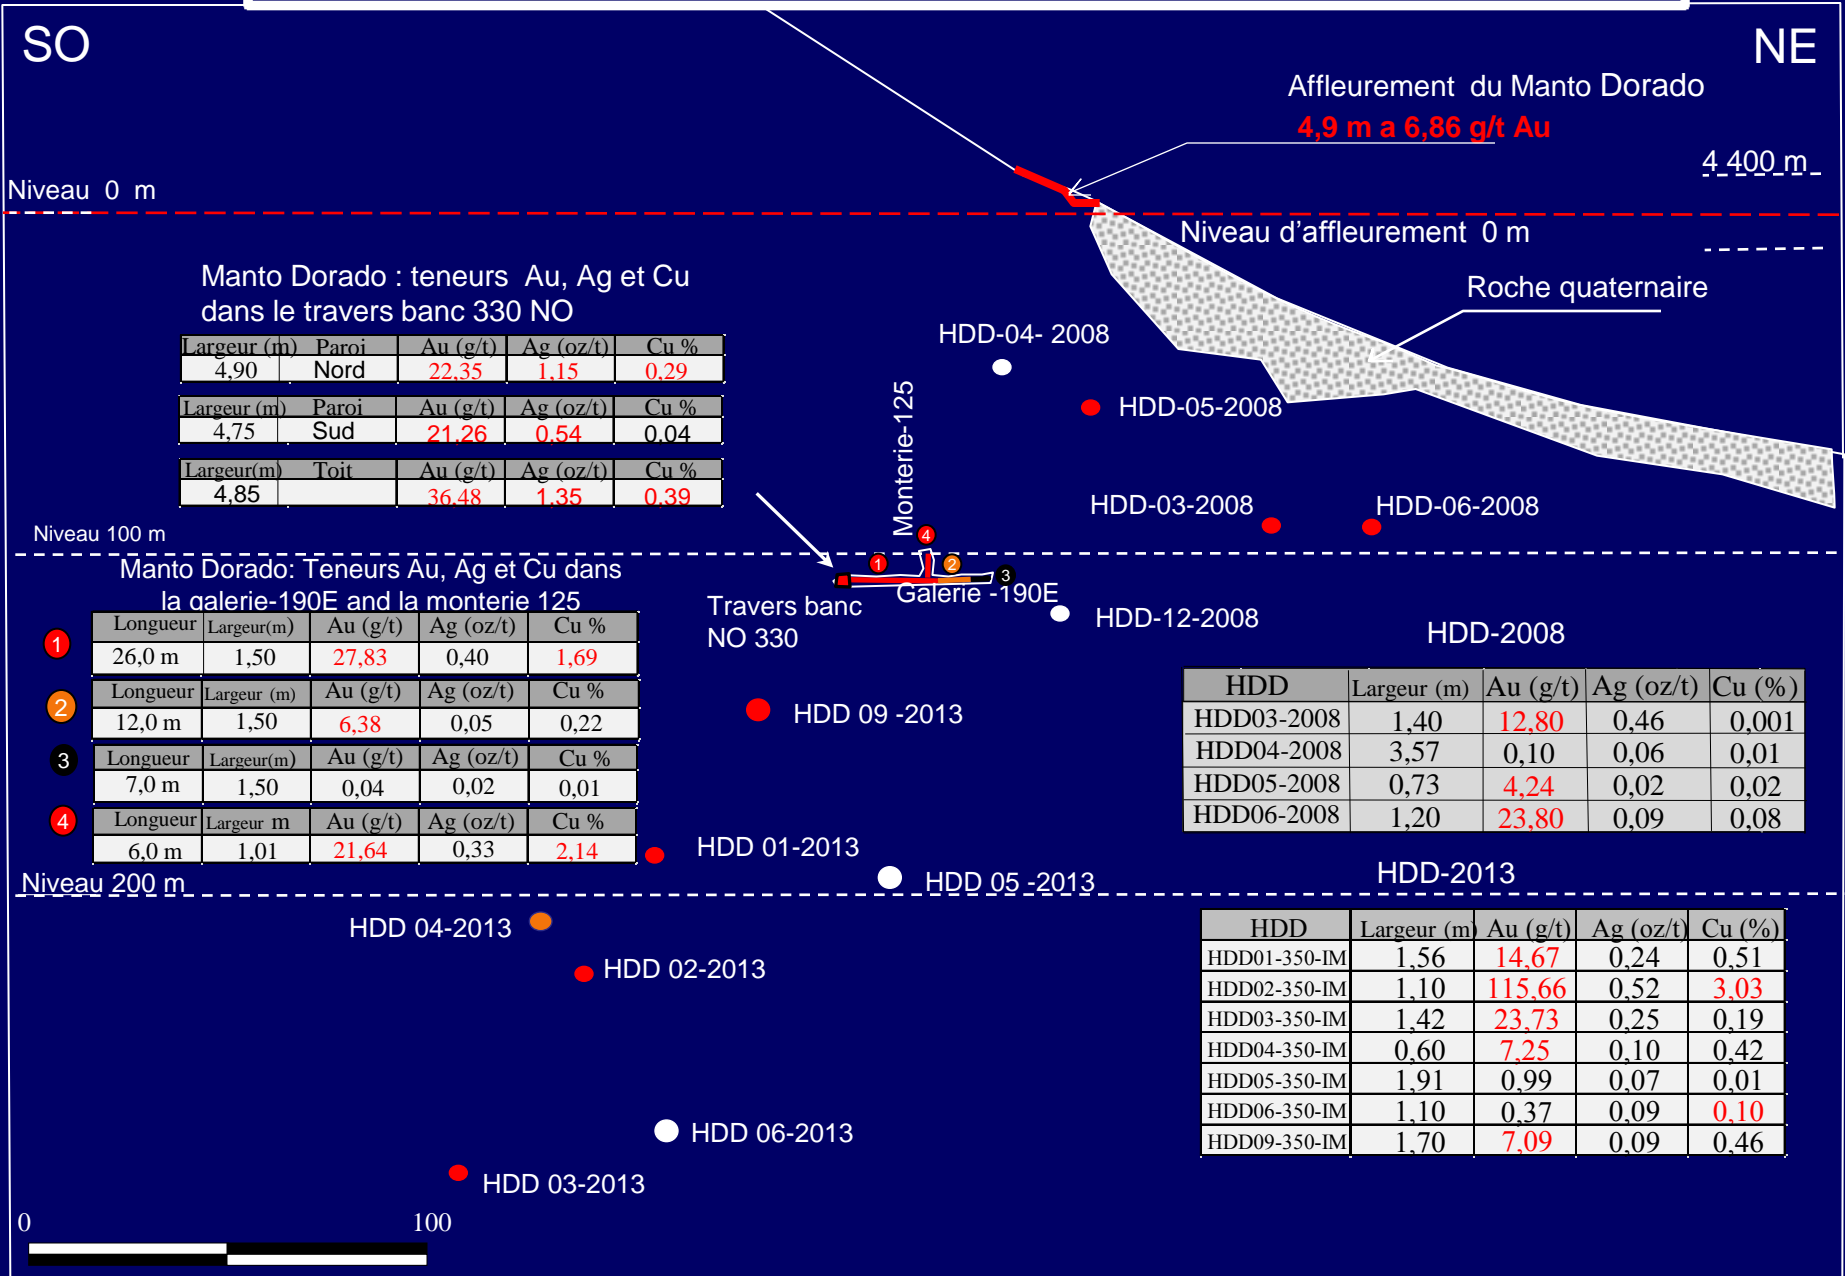 SO
NE
Affleurement du Manto Dorado
4,9 m a 6,86 g/t Au
4 400 m
Niveau 0 m
Niveau d'affleurement 0 m
Manto Dorado : teneurs Au, Ag et Cu
dans le travers banc 330 NO
Roche quaternaire
Largeur (m) Paroi Au (g/t) Ag (oz/t) Cu %
4,90 Nord 22,35 1,15 0,29
Largeur (m) Paroi Au (g/t) Ag (oz/t) Cu %
4,75 Sud 21,26 0,54 0,04
Largeur(m) Toit Au (g/t) Ag (oz/t) Cu %
4,85 36,48 1,35 0,39
HDD-04- 2008
HDD-05-2008
Monterie-125
HDD-03-2008
HDD-06-2008
Niveau 100 m
4
1
2
3
Galerie -190E
Travers banc
NO 330
HDD-12-2008
Manto Dorado: Teneurs Au, Ag et Cu dans
la galerie-190E and la monterie 125
1
Longueur Largeur(m) Au (g/t) Ag (oz/t) Cu %
26,0 m 1,50 27,83 0,40 1,69
2
Longueur Largeur (m) Au (g/t) Ag (oz/t) Cu %
12,0 m 1,50 6,38 0,05 0,22
3
Longueur Largeur(m) Au (g/t) Ag (oz/t) Cu %
7,0 m 1,50 0,04 0,02 0,01
4
Longueur Largeur m Au (g/t) Ag (oz/t) Cu %
6,0 m 1,01 21,64 0,33 2,14
HDD 09 -2013
HDD-2008
HDD Largeur (m) Au (g/t) Ag (oz/t) Cu (%)
HDD03-2008 1,40 12,80 0,46 0,001
HDD04-2008 3,57 0,10 0,06 0,01
HDD05-2008 0,73 4,24 0,02 0,02
HDD06-2008 1,20 23,80 0,09 0,08
HDD 01-2013
HDD 05 -2013
Niveau 200 m
HDD-2013
HDD 04-2013
HDD 02-2013
HDD Largeur (m) Au (g/t) Ag (oz/t) Cu (%)
HDD01-350-IM 1,56 14,67 0,24 0,51
HDD02-350-IM 1,10 115,66 0,52 3,03
HDD03-350-IM 1,42 23,73 0,25 0,19
HDD04-350-IM 0,60 7,25 0,10 0,42
HDD05-350-IM 1,91 0,99 0,07 0,01
HDD06-350-IM 1,10 0,37 0,09 0,10
HDD09-350-IM 1,70 7,09 0,09 0,46
HDD 06-2013
HDD 03-2013
0 100